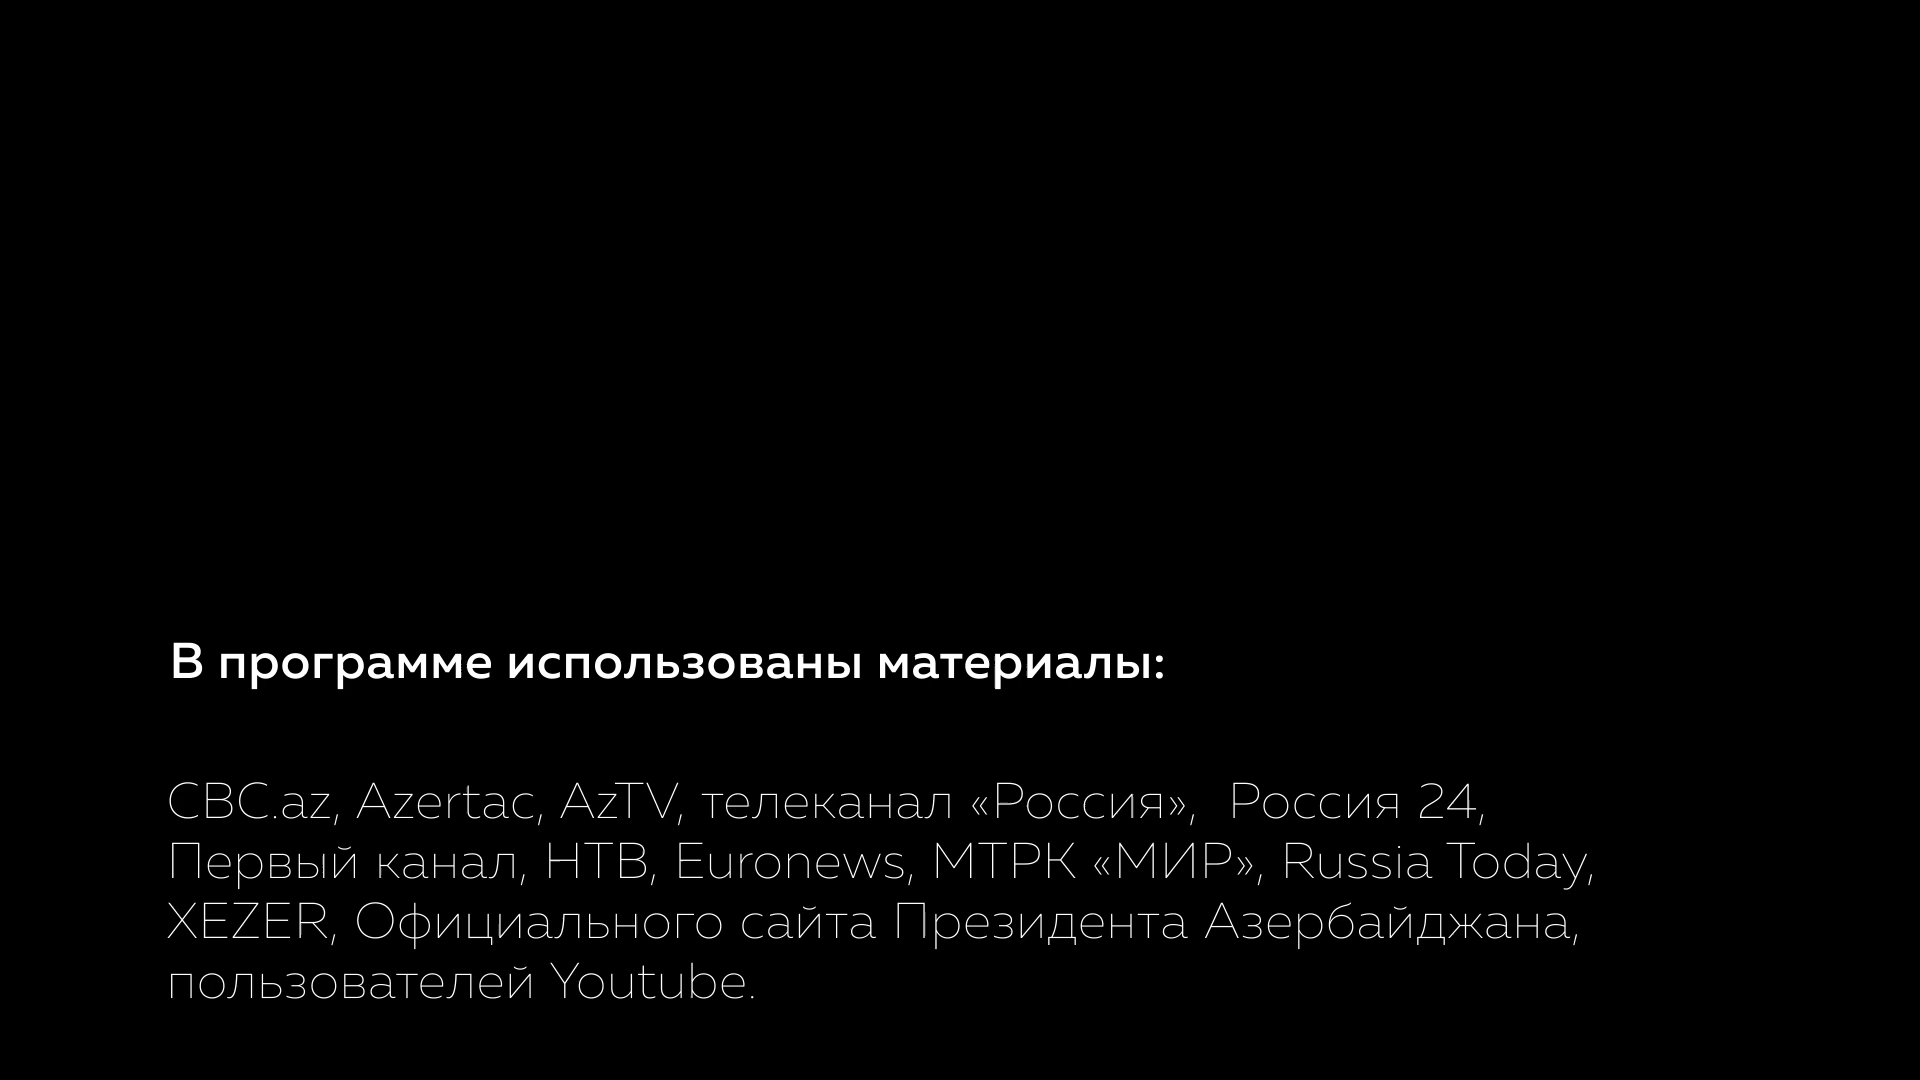 В программе использованы материалы:
CBC.az, Azertac, AzTV, телеканал «Россия»,  Россия 24,
Первый канал, НТВ, Euronews, МТРК «МИР», Russia Today,
XEZER, Официального сайта Президента Азербайджана,
пользователей Youtube.